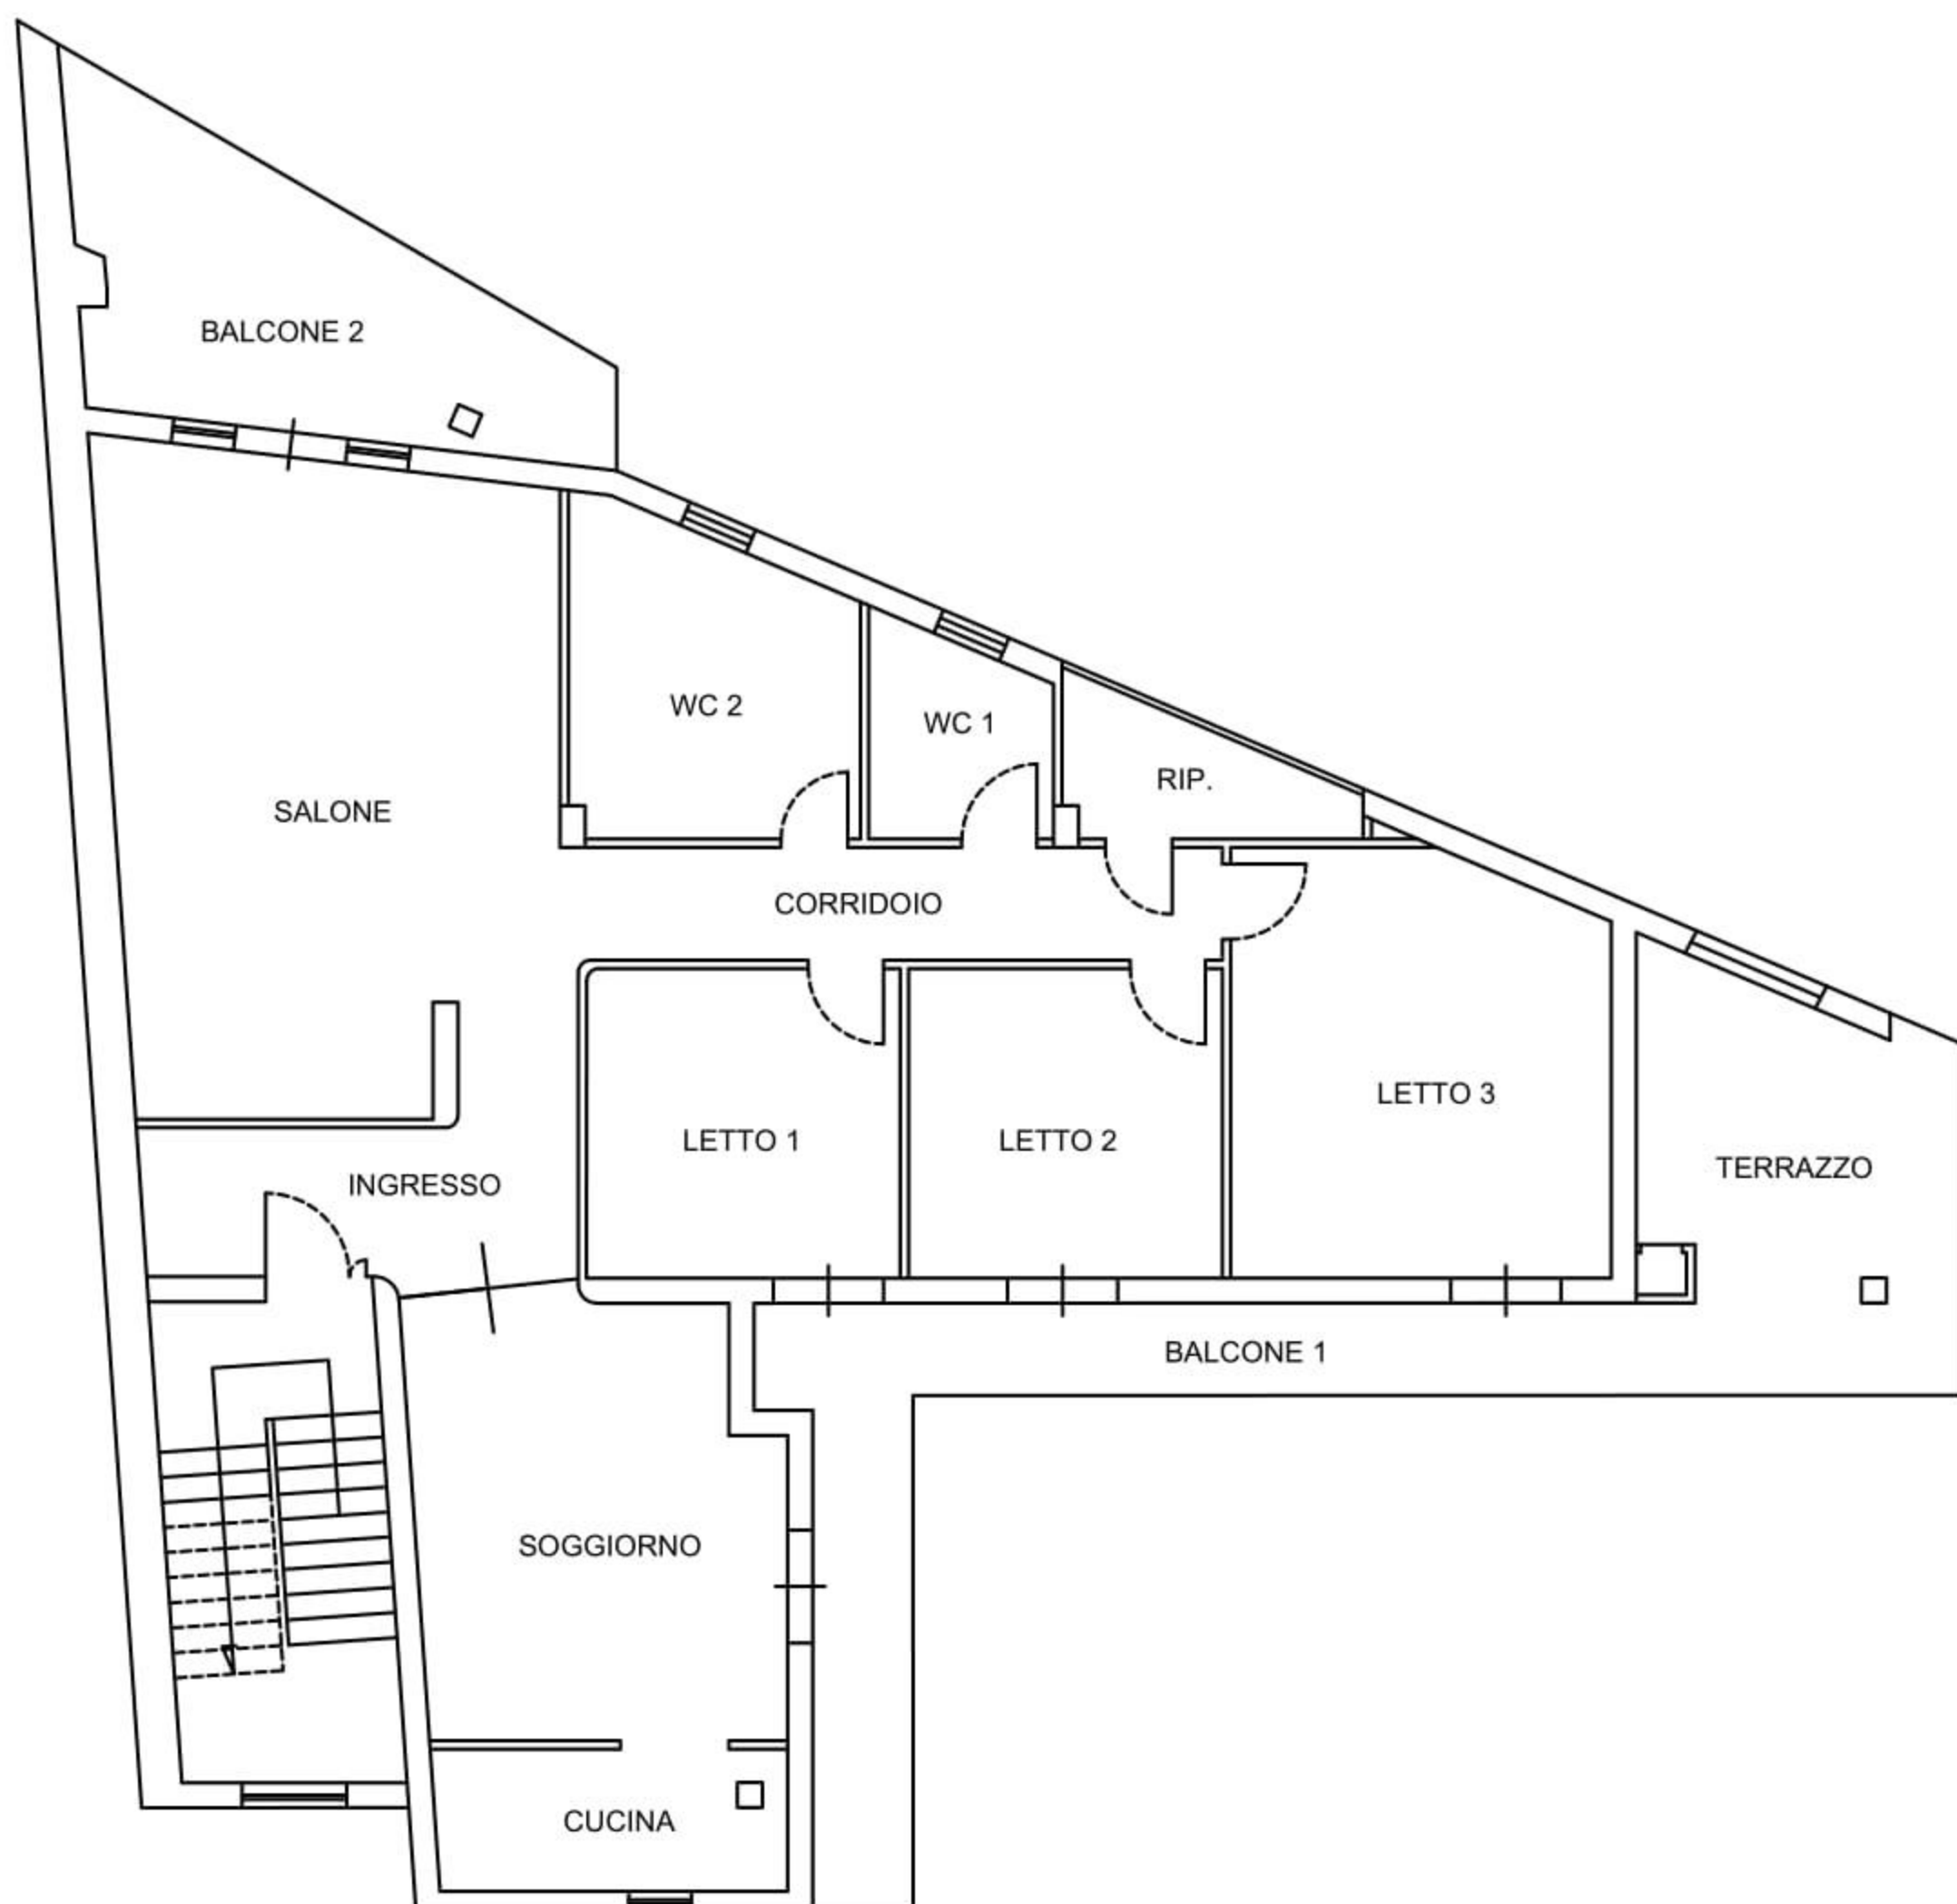 BALCONE 2
WC 2
WC 1
RIP.
SALONE
CORRIDOIO
LETTO 3
LETTO 1
LETTO 2
TERRAZZO
INGRESSO
BALCONE 1
SOGGIORNO
CUCINA